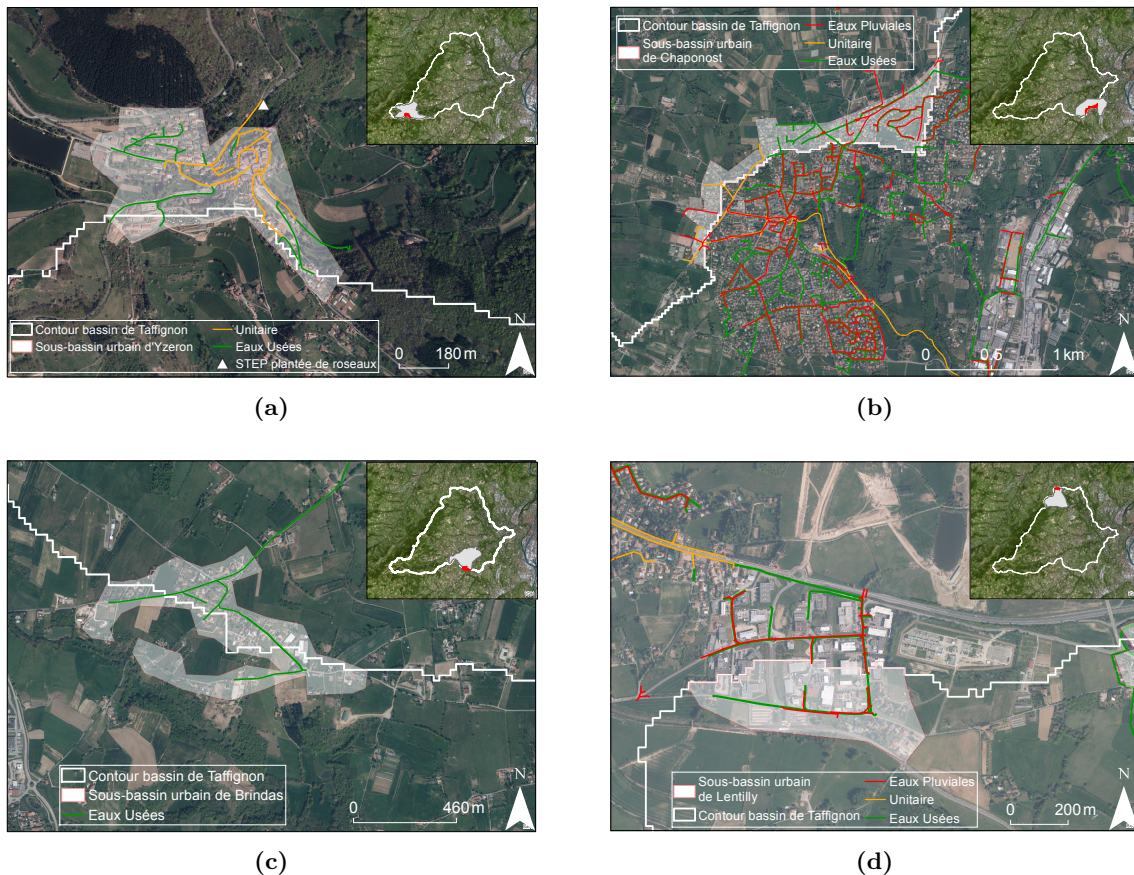 Contour bassin de Taffignon
Unitaire
Sous-bassin urbain d'Yzeron
Eaux Usées
STEP plantée de roseaux
0 180 m
N
(a)
Contour bassin de Taffignon
Eaux Pluviales
Sous-bassin urbain
de Chaponost
Unitaire
Eaux Usées
0 0.5 1 km
N
(b)
Contour bassin de Taffignon
Sous-bassin urbain de Brindas
Eaux Usées
0 460 m
N
(c)
Sous-bassin urbain
de Lentilly
Eaux Pluviales
Unitaire
Contour bassin de Taffignon
Eaux Usées
0 200 m
N
(d)